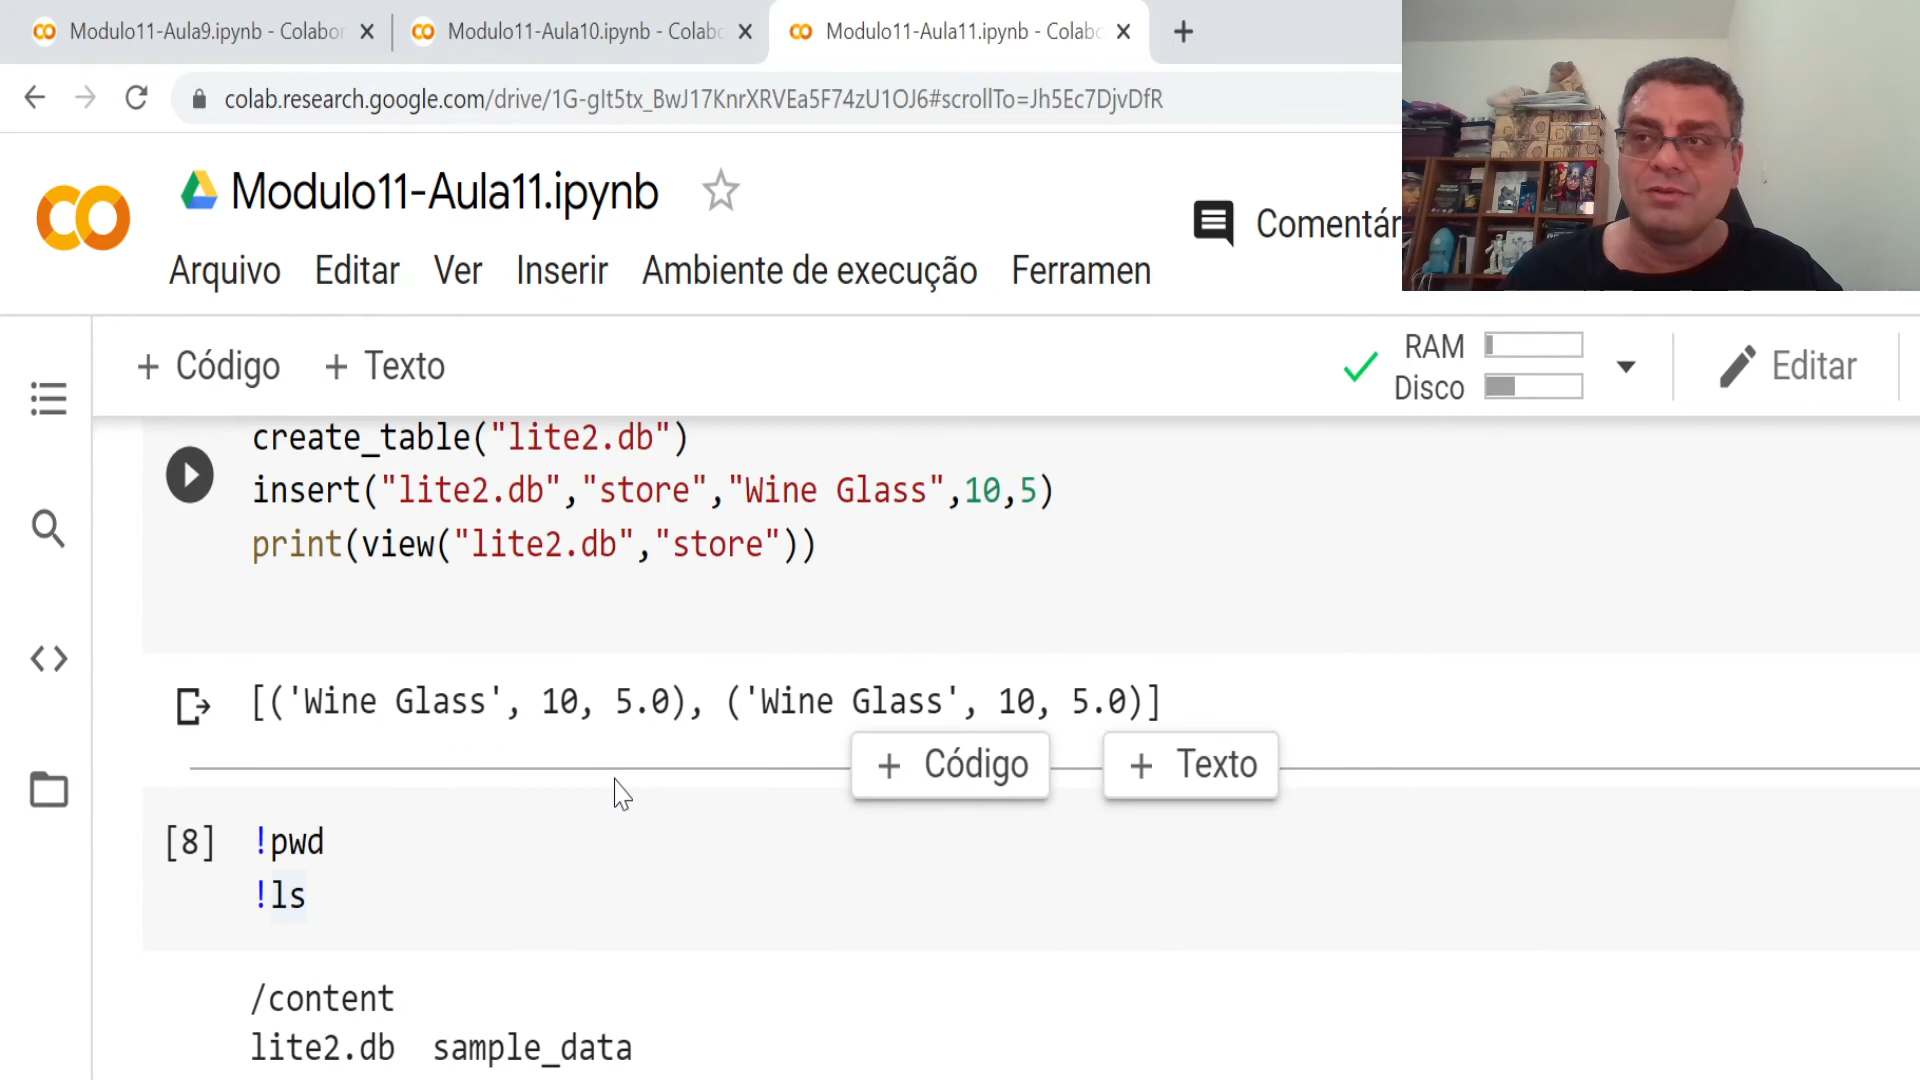 Modulo11-Aula9.ipynb - Colabor
Modulo11-Aula10.ipynb - Colabo
Modulo11-Aula11.ipynb - Colabo
colab.research.google.com/drive/1G-gIt5tx_BwJ17KnrXRVEa5F74zU1OJ6#scrollTo=Jh5Ec7DjvDfR
Modulo11-Aula11.ipynb
Comentár
Arquivo Editar Ver Inserir Ambiente de execução Ferramen
+ Código + Texto
RAM
Disco
Editar
create_table("lite2.db")
insert("lite2.db","store","Wine Glass",10,5)
print(view("lite2.db","store"))
[('Wine Glass', 10, 5.0), ('Wine Glass', 10, 5.0)]
+ Código + Texto
[8] !pwd
!ls
/content
lite2.db sample_data